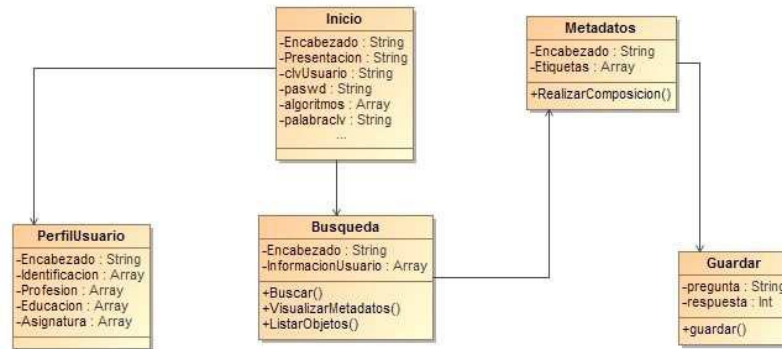 Inicio
-Encabezado : String
-Presentacion : String
-clvUsuario : String
-paswd : String
-algoritmos : Array
-palabraclv : String
...
Metadatos
-Encabezado : String
-Etiquetas : Array
+RealizarComposicion()
PerfilUsuario
-Encabezado : String
-Identificacion : Array
-Profesion : Array
-Educacion : Array
-Asignatura : Array
Busqueda
-Encabezado : String
-InformacionUsuario : Array
+Buscar()
+VisualizarMetadatos()
+ListarObjetos()
Guardar
-pregunta : String
-respuesta : Int
+guardar()